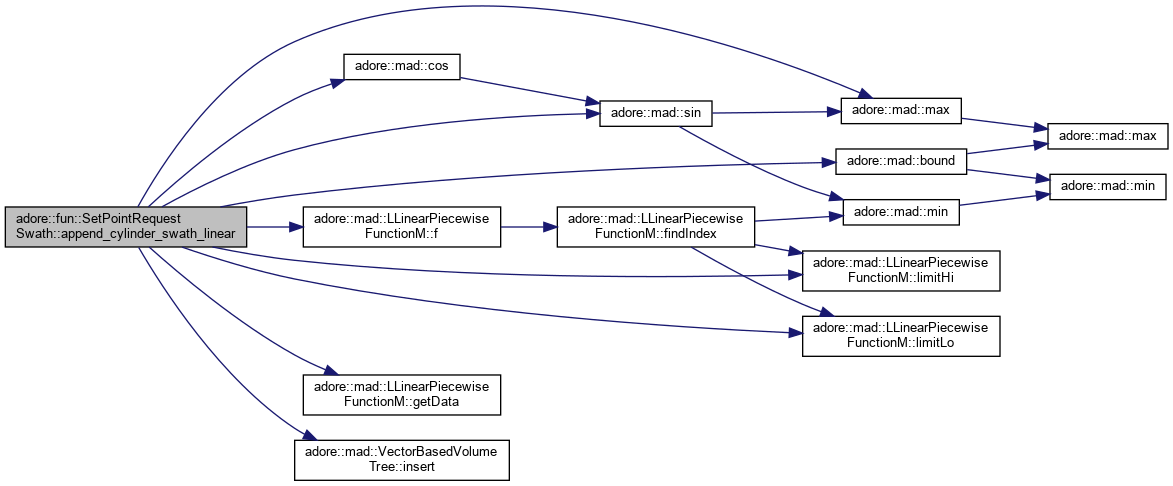 adore::mad::cos
adore::mad::sin
adore::mad::max
adore::mad::max
adore::mad::bound
adore::mad::min
adore::mad::min
adore::fun::SetPointRequest
Swath::append_cylinder_swath_linear
adore::mad::LLinearPiecewise
FunctionM::f
adore::mad::LLinearPiecewise
FunctionM::findIndex
adore::mad::LLinearPiecewise
FunctionM::limitHi
adore::mad::LLinearPiecewise
FunctionM::limitLo
adore::mad::LLinearPiecewise
FunctionM::getData
adore::mad::VectorBasedVolume
Tree::insert